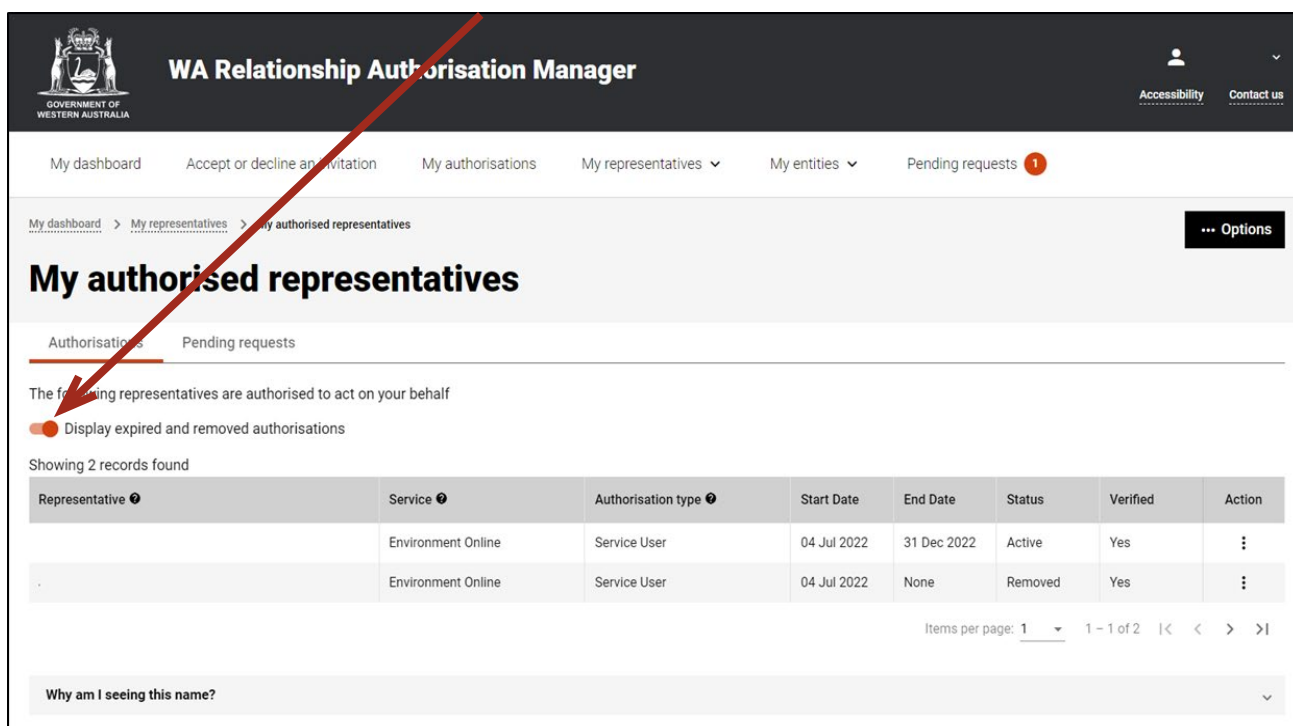 WA Relationship Authorisation Manager
GOVERNMENT OF
WESTERN AUSTRALIA
Accessibility Contact us
My dashboard Accept or decline an invitation My authorisations My representatives My entities Pending requests 1
My dashboard > My representatives > My authorised representatives
••• Options
My authorised representatives
Authorisations Pending requests
The following representatives are authorised to act on your behalf
Display expired and removed authorisations
Showing 2 records found
Representative Service Authorisation type Start Date End Date Status Verified Action
Environment Online Service User 04 Jul 2022 31 Dec 2022 Active Yes
Environment Online Service User 04 Jul 2022 None Removed Yes
Items per page: 1 1 – 1 of 2
Why am I seeing this name?